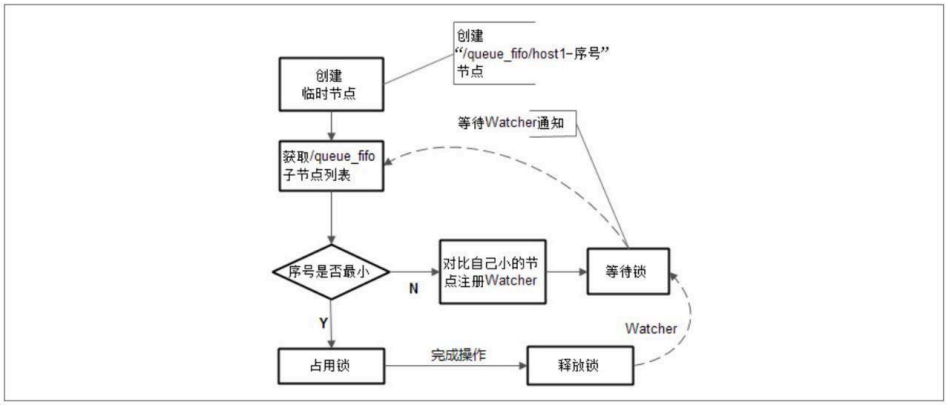 创建
“/queue_fifo/host1-序号”
节点
创建
临时节点
等待Watcher通知
获取/queue_fifo
子节点列表
序号是否最小
N
对比自己小的节
点注册Watcher
等待锁
Y
Watcher
占用锁
完成操作
释放锁